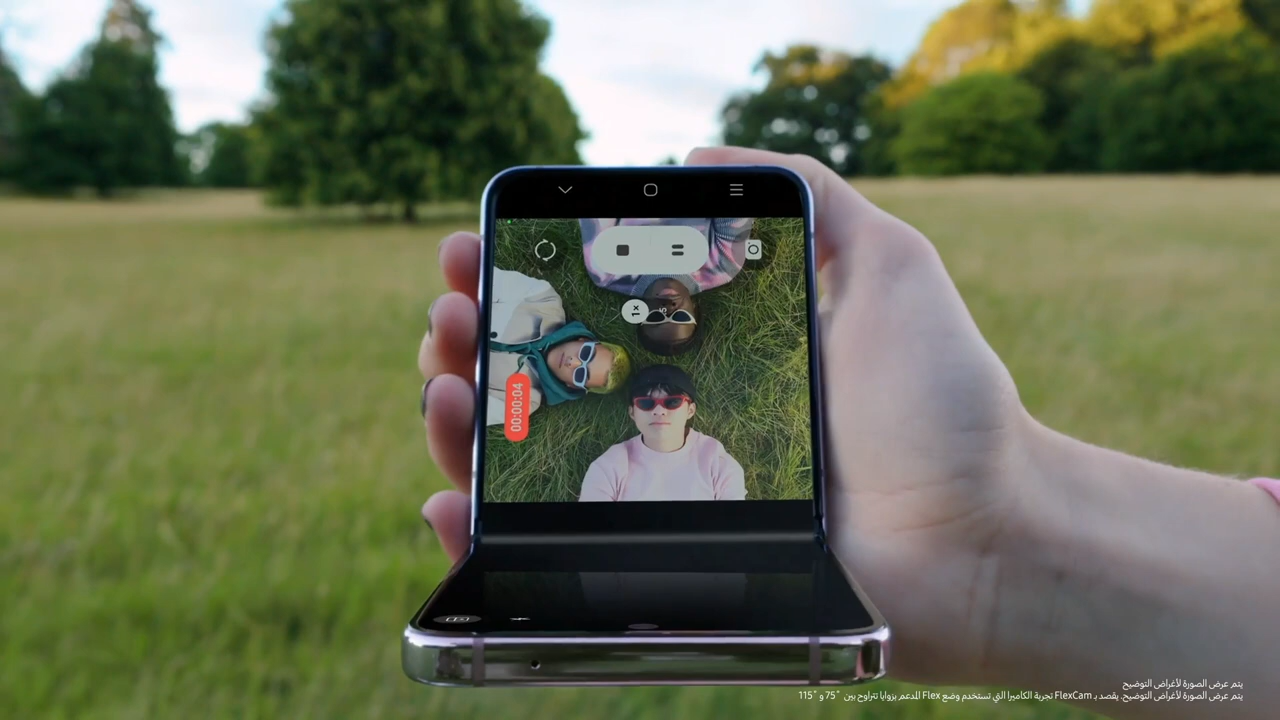 1×
00:00:04
يتم عرض الصورة لأغراض التوضيح
يتم عرض الصورة لأغراض التوضيح. يقصد بـ FlexCam تجربة الكاميرا التي تستخدم وضع Flex المدعم بزوايا تتراوح بين °75 و °115